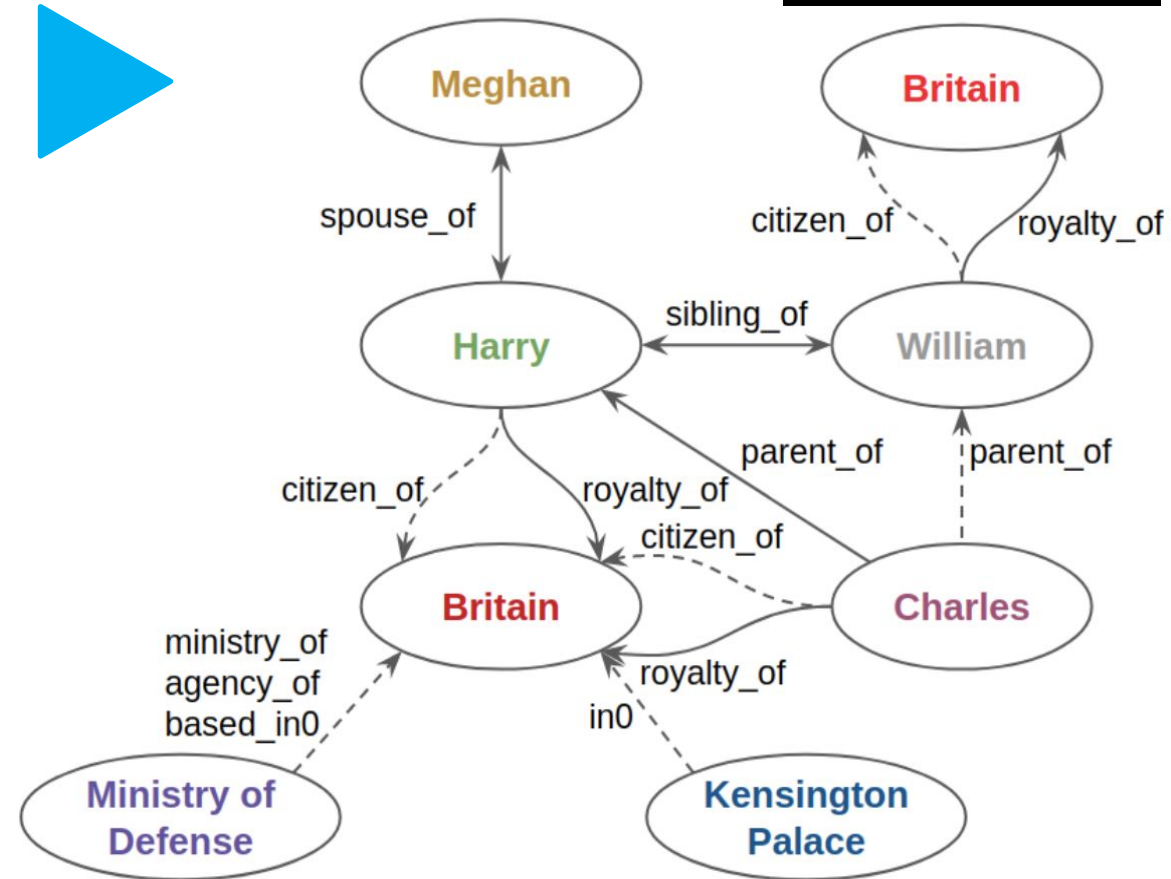 Meghan
Britain
spouse_of
citizen_of
royalty_of
sibling_of
Harry
William
parent_of
parent_of
citizen_of
royalty_of
citizen_of
Britain
Charles
ministry_of
agency_of
based_in0
royalty_of
in0
Ministry of
Defense
Kensington
Palace